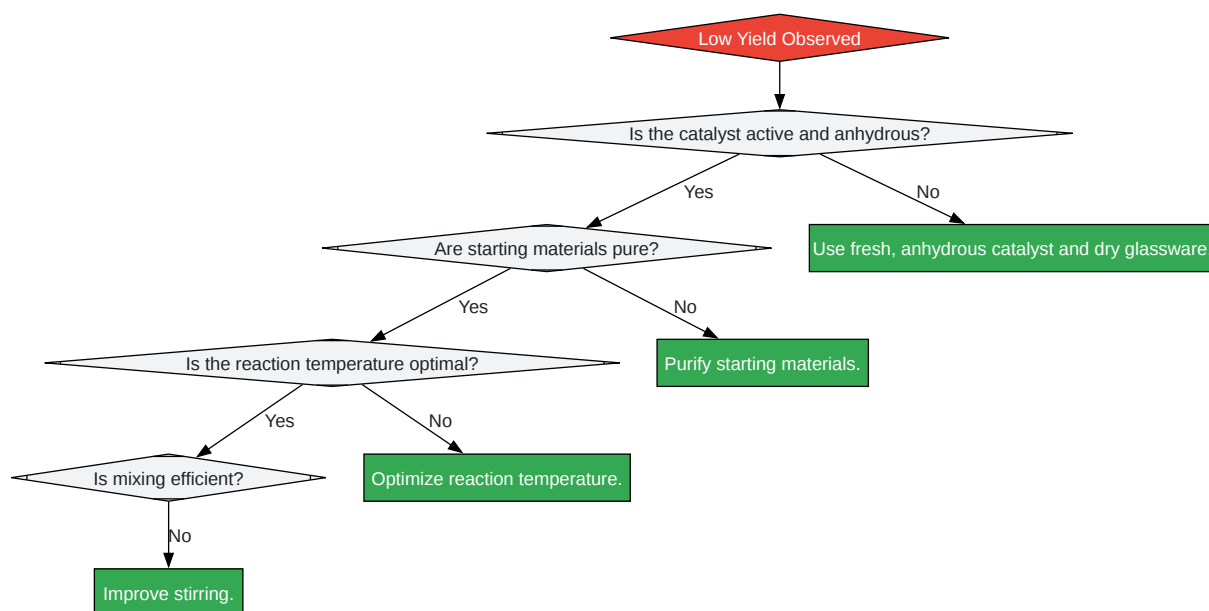 Low Yield Observed
Is the catalyst active and anhydrous?
Yes
No
Are starting materials pure?
Use fresh, anhydrous catalyst and dry glassware
Yes
No
Is the reaction temperature optimal?
Purify starting materials.
Yes
No
Is mixing efficient?
Optimize reaction temperature.
No
Improve stirring.